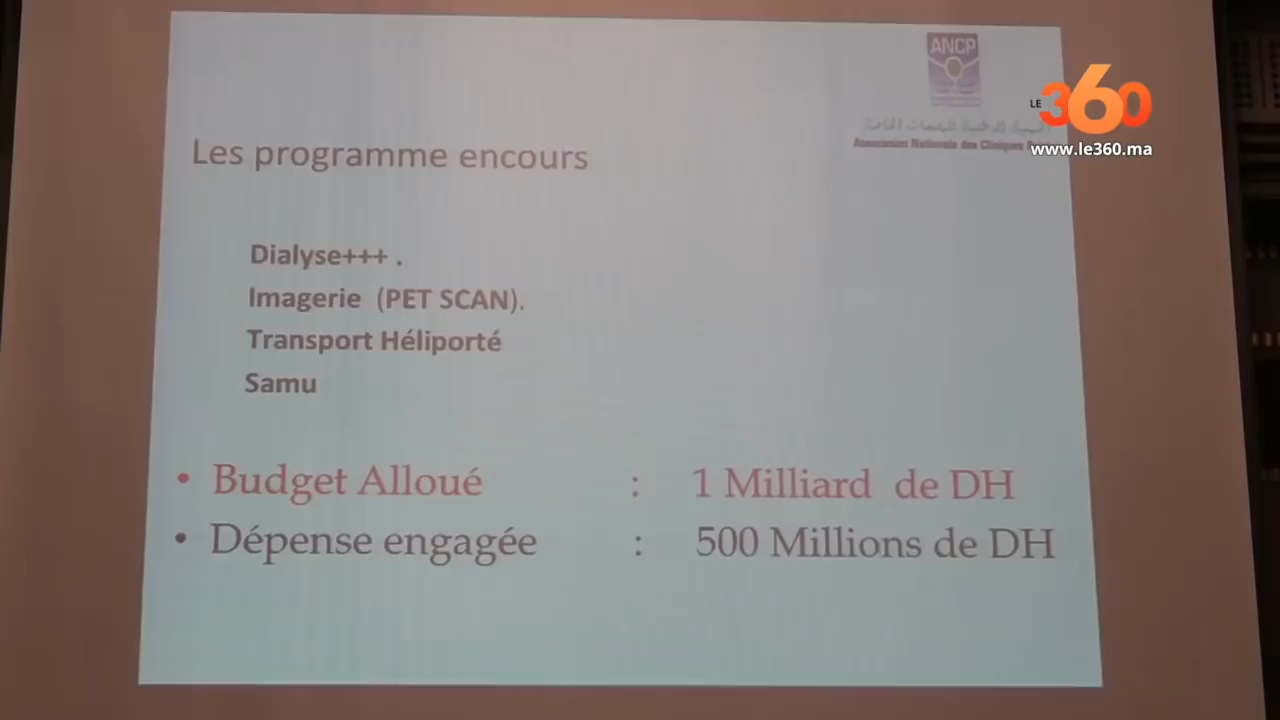 ANCP
LE 360
www.le360.ma
Association Nationale des Cliniques
Les programme encours
Dialyse+++ .
Imagerie (PET SCAN).
Transport Héliporté
Samu
• Budget Alloué : 1 Milliard de DH
• Dépense engagée : 500 Millions de DH